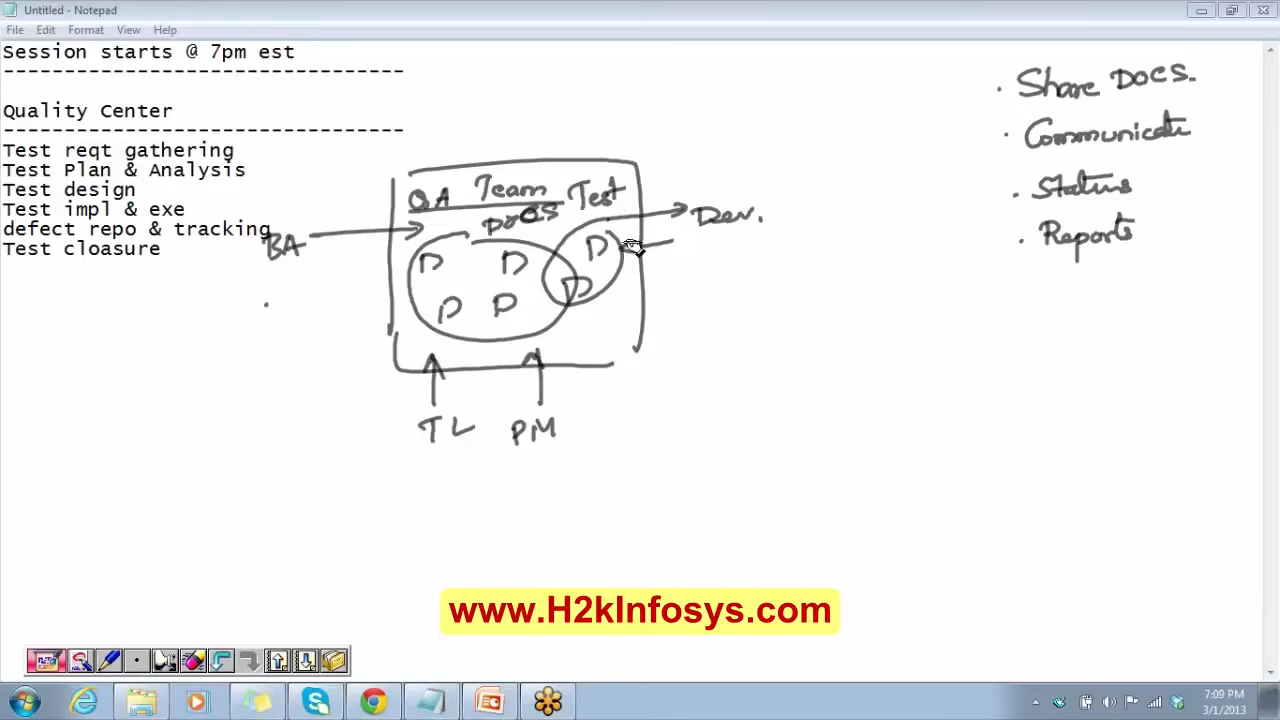 Untitled - Notepad
File Edit Format View Help
Session starts @ 7pm est
---------------------------------
Quality Center
---------------------------------
Test reqt gathering
Test Plan & Analysis
Test design
Test impl & exe
defect repo & tracking
Test cloasure
QA Team Test
DOCS
BA
Dev.
D D D
D D D
TL PM
. Share DOCS.
. Communicate
. Status
. Reports
www.H2kInfosys.com
7:09 PM
3/1/2013